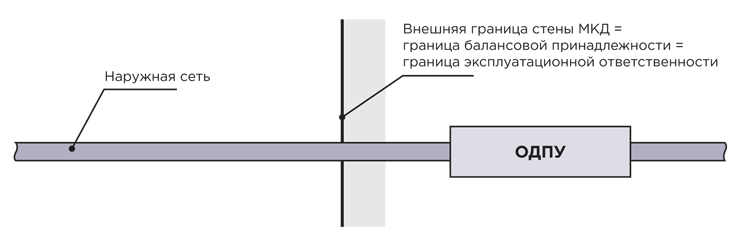 Внешняя граница стены МКД =
граница балансовой принадлежности =
граница эксплуатационной ответственности
Наружная сеть
ОДПУ